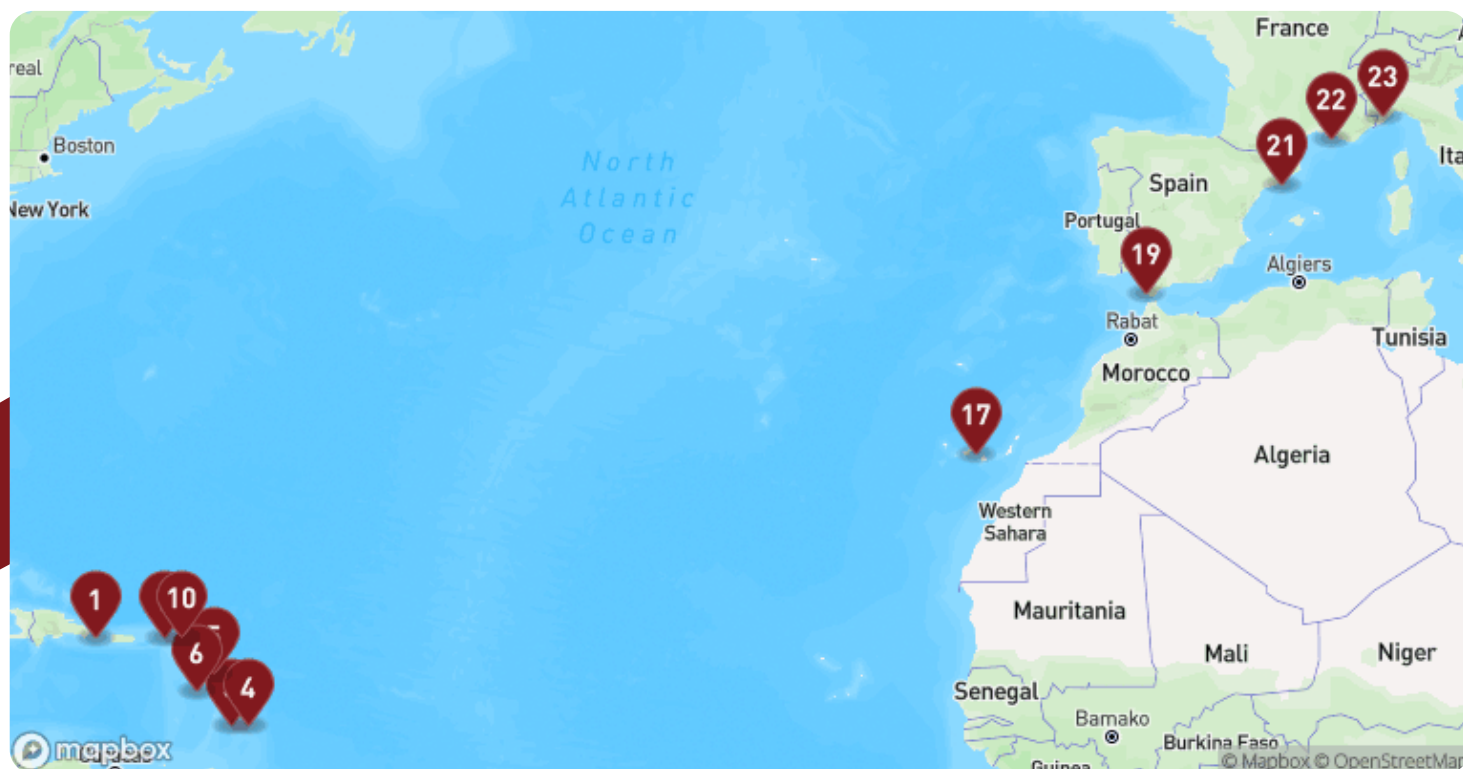 France
real
23
22
Boston
21
Ita
North
Atlantic
Ocean
Spain
New York
Portugal
19
Algiers
Rabat
Tunisia
Morocco
17
Algeria
Western
Sahara
1
10
Mauritania
6
Mali
Niger
4
Senegal
Bamako
mapbox
Burkina Faso
Guinea
© Mapbox © OpenStreetMap